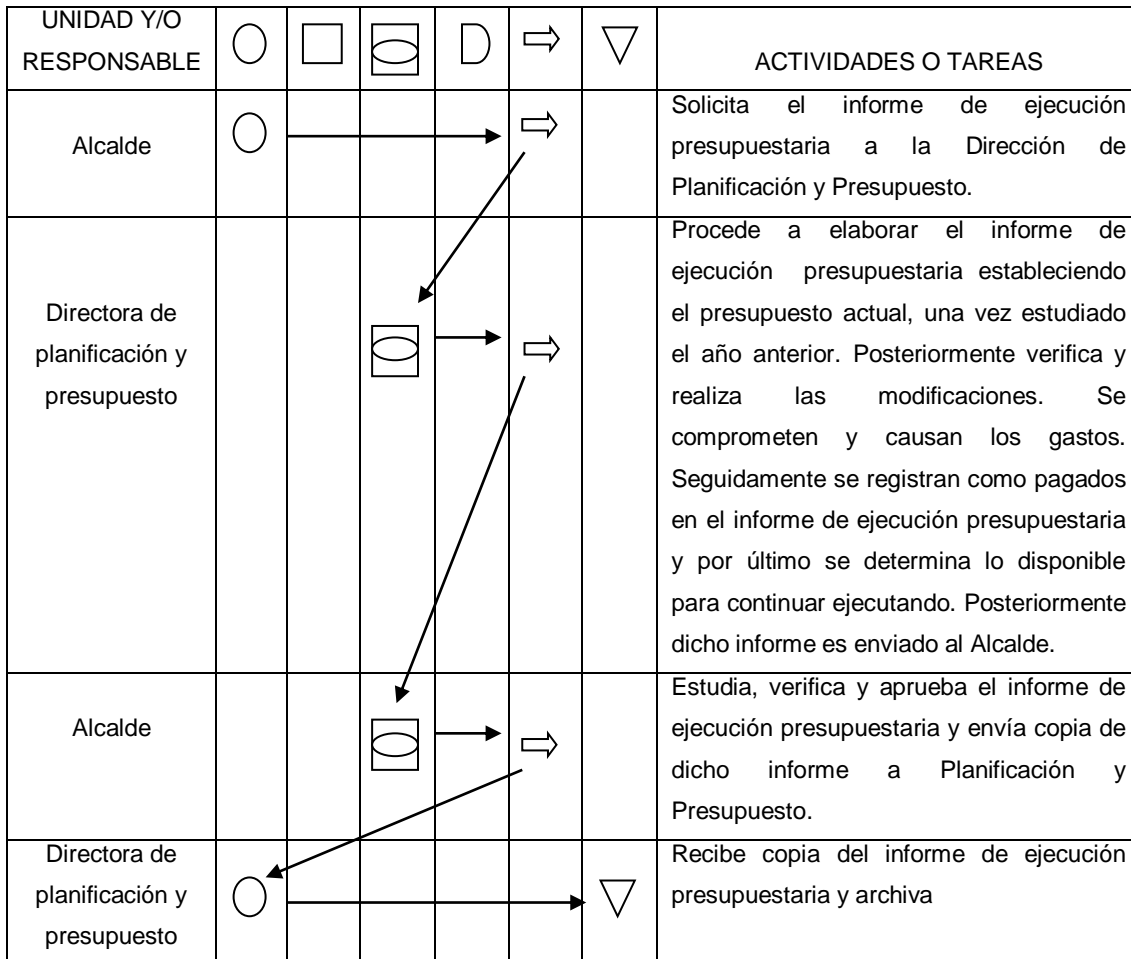 UNIDAD Y/O
RESPONSABLE
ACTIVIDADES O TAREAS
Alcalde
Solicita el informe de ejecución
presupuestaria a la Dirección de
Planificación y Presupuesto.
Directora de
planificación y
presupuesto
Procede a elaborar el informe de
ejecución presupuestaria estableciendo
el presupuesto actual, una vez estudiado
el año anterior. Posteriormente verifica y
realiza las modificaciones. Se
comprometen y causan los gastos.
Seguidamente se registran como pagados
en el informe de ejecución presupuestaria
y por último se determina lo disponible
para continuar ejecutando. Posteriormente
dicho informe es enviado al Alcalde.
Alcalde
Estudia, verifica y aprueba el informe de
ejecución presupuestaria y envía copia de
dicho informe a Planificación y
Presupuesto.
Directora de
planificación y
presupuesto
Recibe copia del informe de ejecución
presupuestaria y archiva